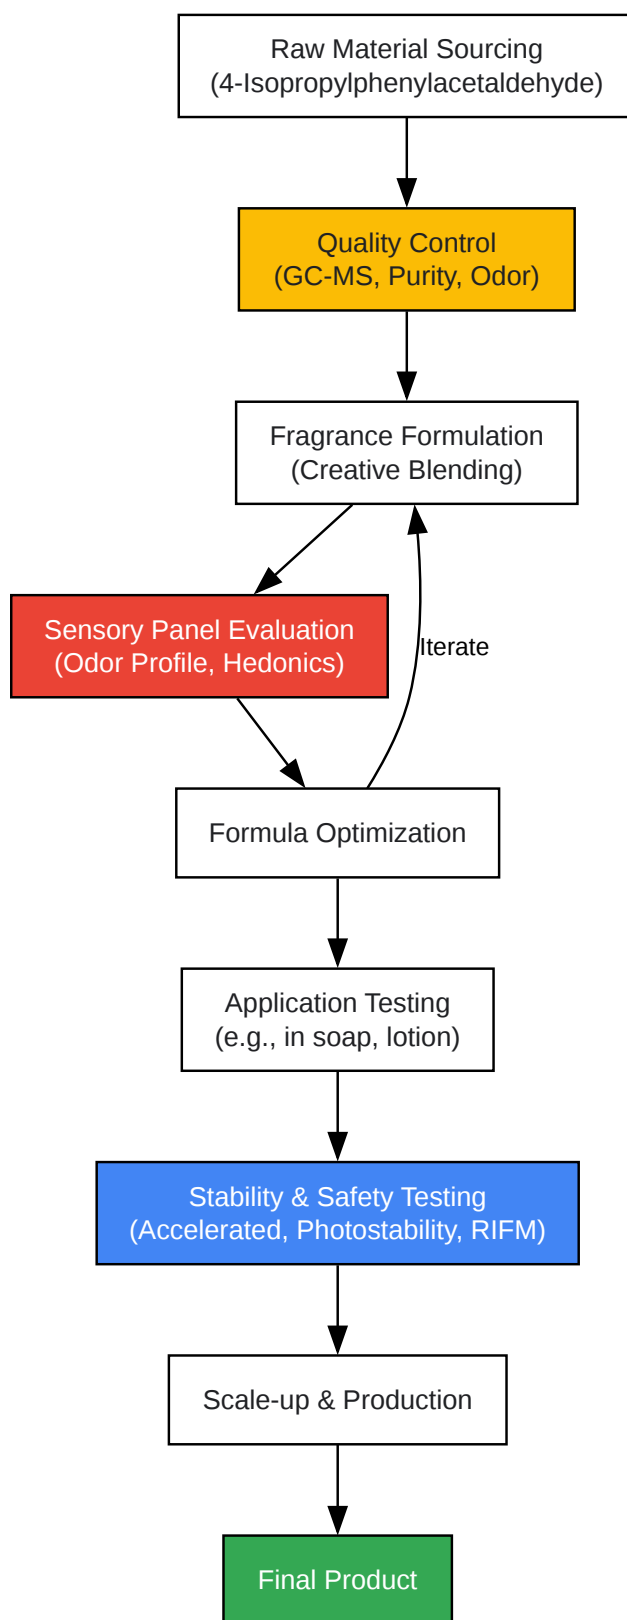 Raw Material Sourcing
(4-Isopropylphenylacetaldehyde)
Quality Control
(GC-MS, Purity, Odor)
Fragrance Formulation
(Creative Blending)
Sensory Panel Evaluation
(Odor Profile, Hedonics)
Iterate
Formula Optimization
Application Testing
(e.g., in soap, lotion)
Stability & Safety Testing
(Accelerated, Photostability, RIFM)
Scale-up & Production
Final Product